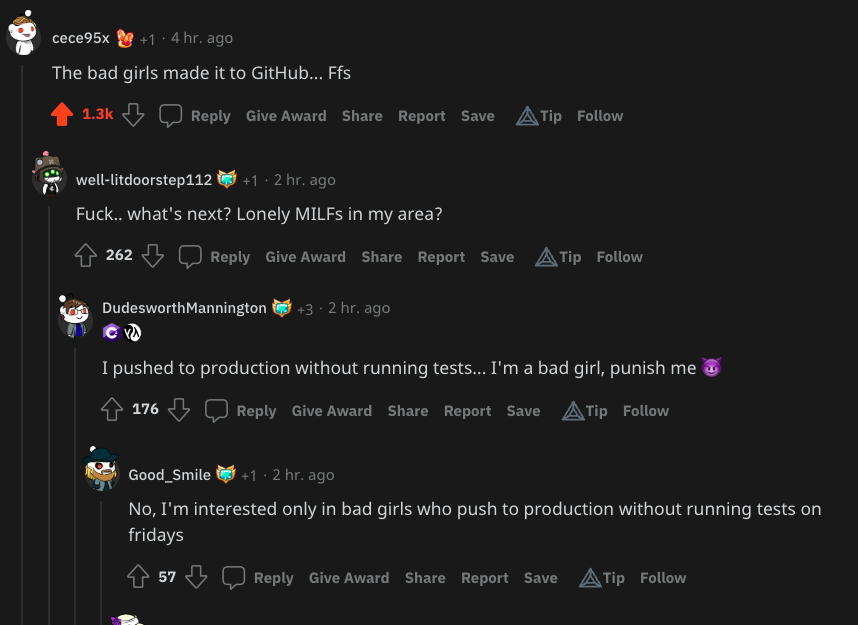 cece95x +1 · 4 hr. ago
The bad girls made it to GitHub... Ffs
1.3k Reply Give Award Share Report Save Tip Follow
well-litdoorstep112 +1 · 2 hr. ago
Fuck.. what's next? Lonely MILFs in my area?
262 Reply Give Award Share Report Save Tip Follow
DudesworthMannington +3 · 2 hr. ago
I pushed to production without running tests... I'm a bad girl, punish me 😈
176 Reply Give Award Share Report Save Tip Follow
Good_Smile +1 · 2 hr. ago
No, I'm interested only in bad girls who push to production without running tests on
fridays
57 Reply Give Award Share Report Save Tip Follow